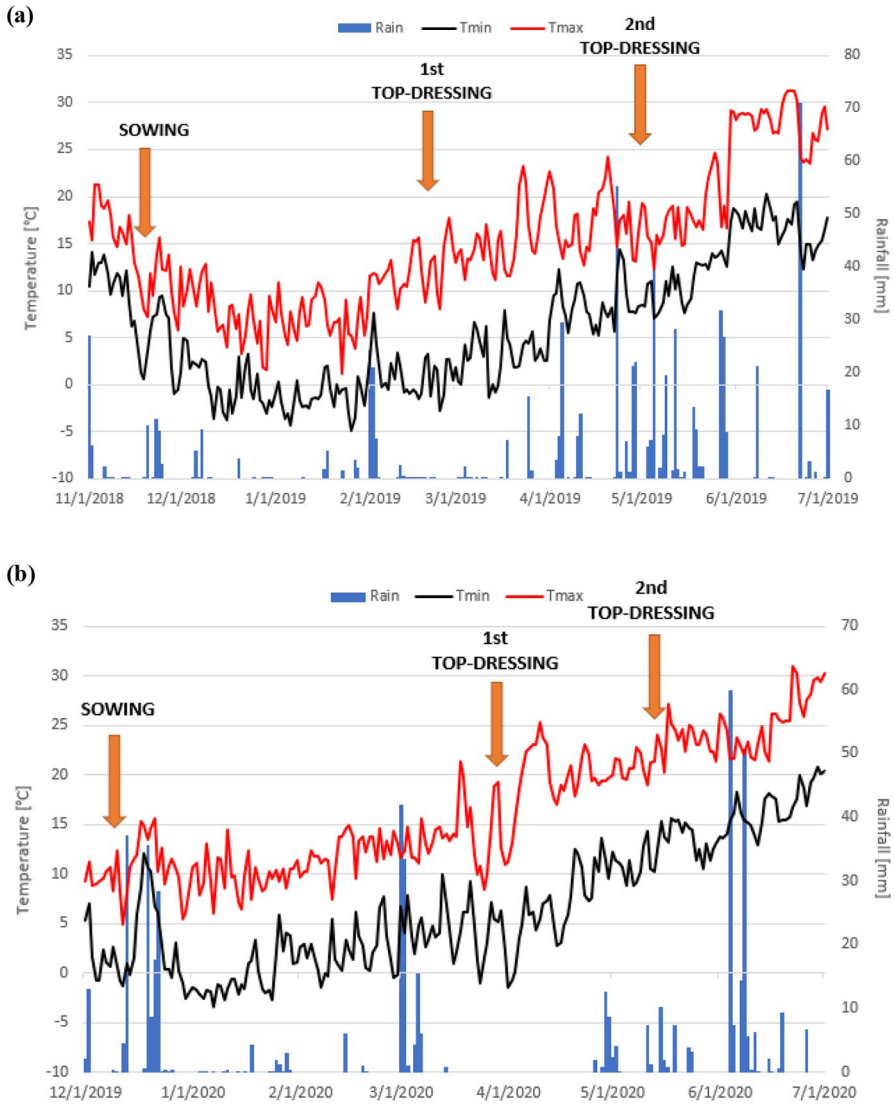 (a)
Rain Tmin Tmax
35
30
25
20
15
10
5
0
-5
-10
Temperature [°C]
80
70
60
50
40
30
20
10
0
Rainfall [mm]
SOWING
1st
TOP-DRESSING
2nd
TOP-DRESSING
11/1/2018 12/1/2018 1/1/2019 2/1/2019 3/1/2019 4/1/2019 5/1/2019 6/1/2019 7/1/2019
(b)
Rain Tmin Tmax
35
30
25
20
15
10
5
0
-5
-10
Temperature [°C]
70
60
50
40
30
20
10
0
Rainfall [mm]
SOWING
1st
TOP-DRESSING
2nd
TOP-DRESSING
12/1/2019 1/1/2020 2/1/2020 3/1/2020 4/1/2020 5/1/2020 6/1/2020 7/1/2020